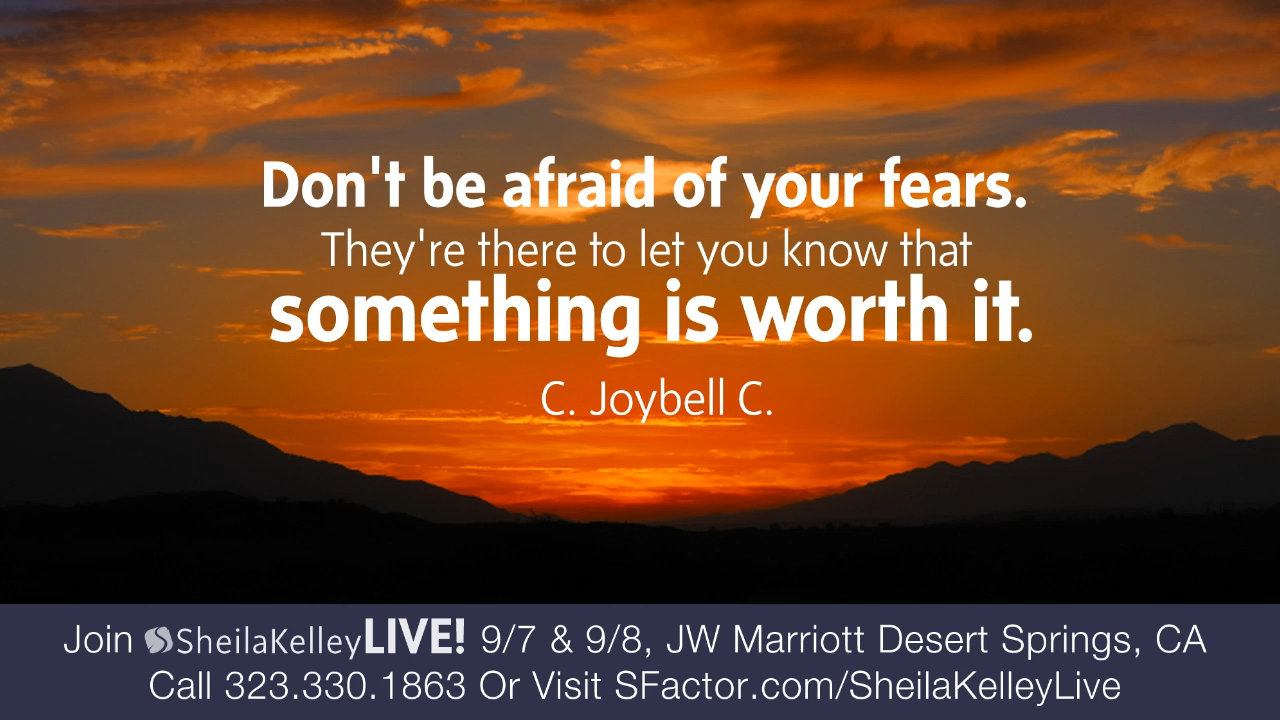 Don't be afraid of your fears.
They're there to let you know that
something is worth it.
C. Joybell C.
Join SheilaKelleyLIVE! 9/7 & 9/8, JW Marriott Desert Springs, CA
Call 323.330.1863 Or Visit SFactor.com/SheilaKelleyLive